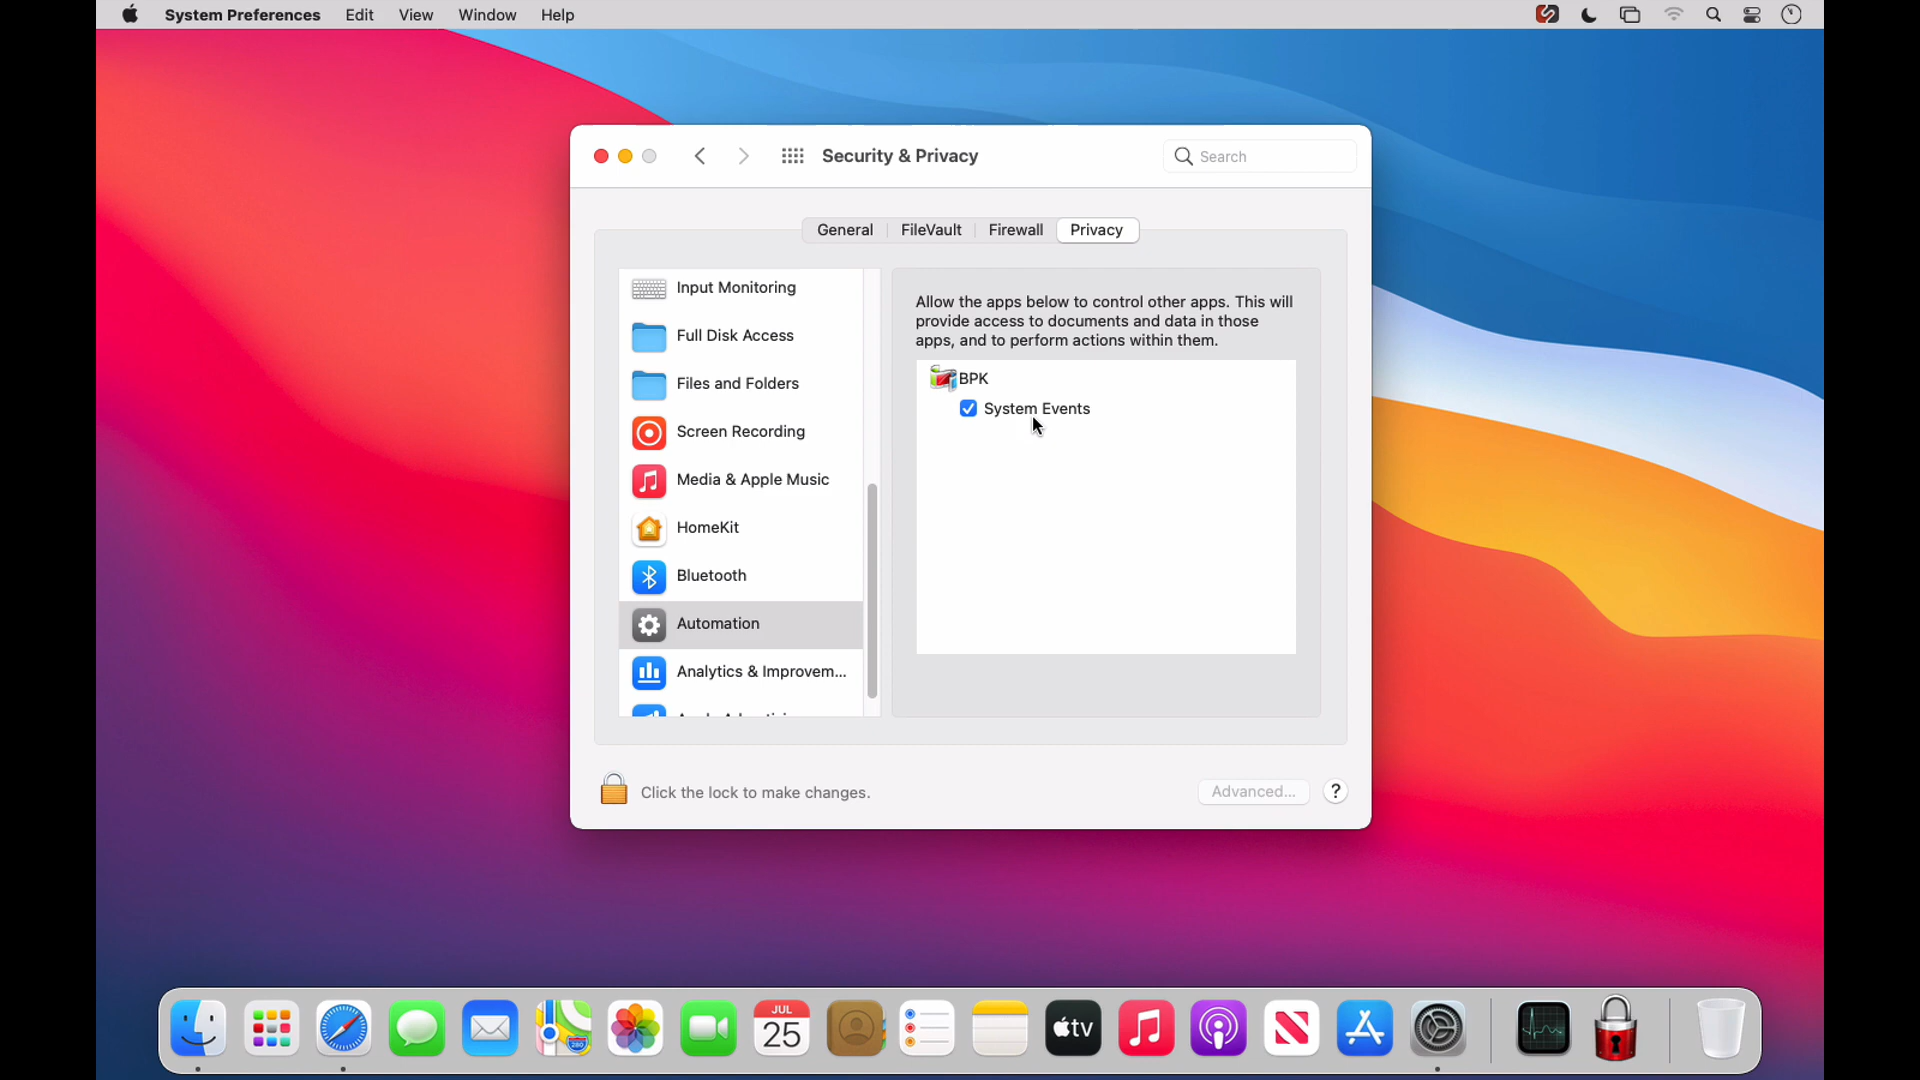 System Preferences Edit View Window Help
Security & Privacy
Search
General FileVault Firewall Privacy
Input Monitoring
Full Disk Access
Files and Folders
Screen Recording
Media & Apple Music
HomeKit
Bluetooth
Automation
Analytics & Improvem...
Allow the apps below to control other apps. This will
provide access to documents and data in those
apps, and to perform actions within them.
BPK
System Events
Click the lock to make changes.
Advanced...
?
280
JUL
25
tv